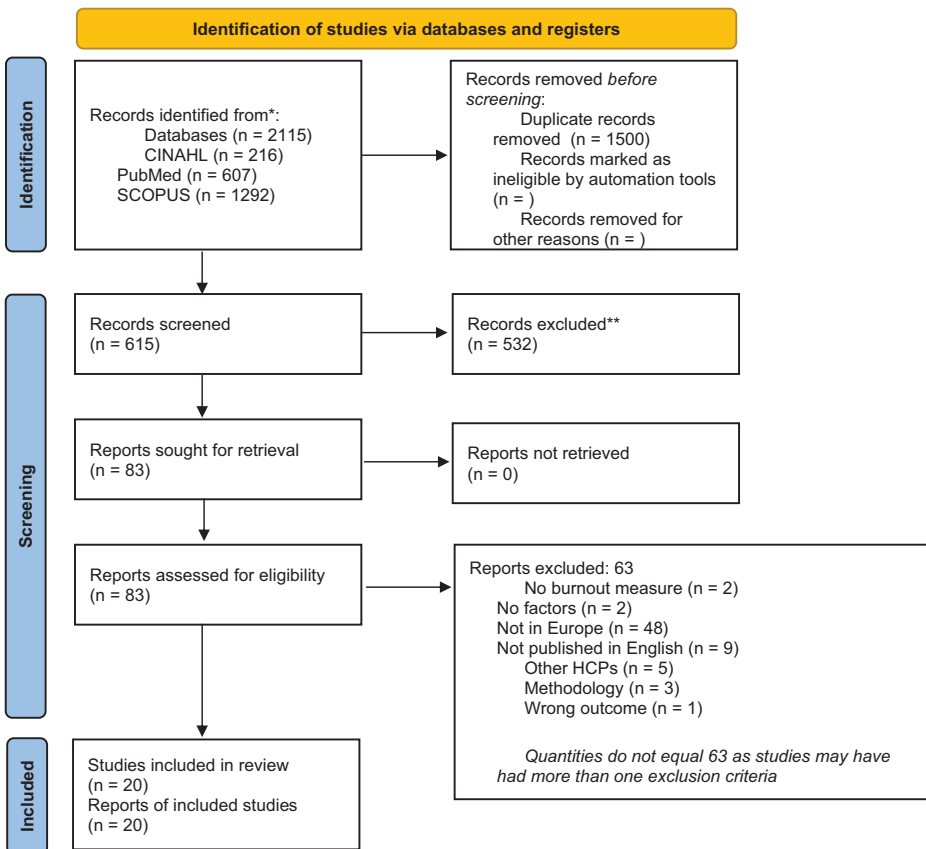 Identification of studies via databases and registers
Identification
Records identified from*:
Databases (n = 2115)
CINAHL (n = 216)
PubMed (n = 607)
SCOPUS (n = 1292)
Records removed before
screening:
Duplicate records
removed (n = 1500)
Records marked as
ineligible by automation tools
(n = )
Records removed for
other reasons (n = )
Screening
Records screened
(n = 615)
Records excluded**
(n = 532)
Reports sought for retrieval
(n = 83)
Reports not retrieved
(n = 0)
Reports assessed for eligibility
(n = 83)
Reports excluded: 63
No burnout measure (n = 2)
No factors (n = 2)
Not in Europe (n = 48)
Not published in English (n = 9)
Other HCPs (n = 5)
Methodology (n = 3)
Wrong outcome (n = 1)
Quantities do not equal 63 as studies may have
had more than one exclusion criteria
Included
Studies included in review
(n = 20)
Reports of included studies
(n = 20)